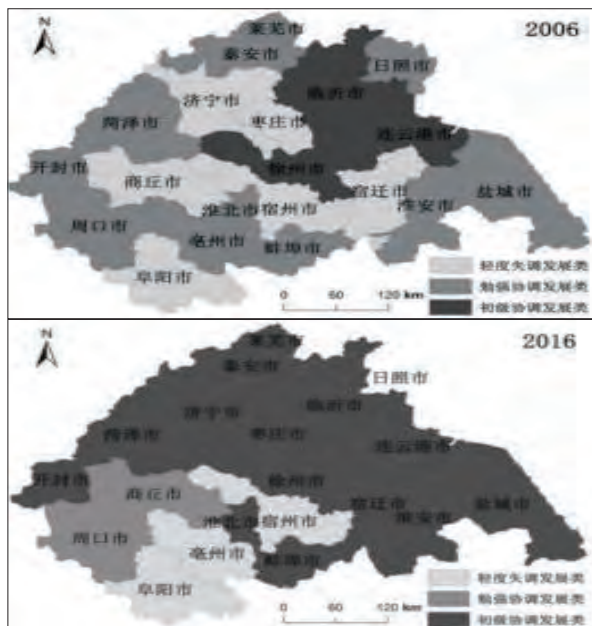 N
2006
莱芜市
泰安市
日照市
济宁市
临沂市
菏泽市
枣庄市
连云港市
开封市
徐州市
商丘市
宿迁市
盐城市
淮北市
宿州市
淮安市
周口市
亳州市
蚌埠市
阜阳市
轻度失调发展类
勉强协调发展类
初级协调发展类
0 60 120 km
N
2016
莱芜市
泰安市
日照市
济宁市
临沂市
菏泽市
枣庄市
连云港市
开封市
徐州市
商丘市
宿迁市
盐城市
淮北市
宿州市
淮安市
周口市
亳州市
蚌埠市
阜阳市
轻度失调发展类
勉强协调发展类
初级协调发展类
0 60 120 km